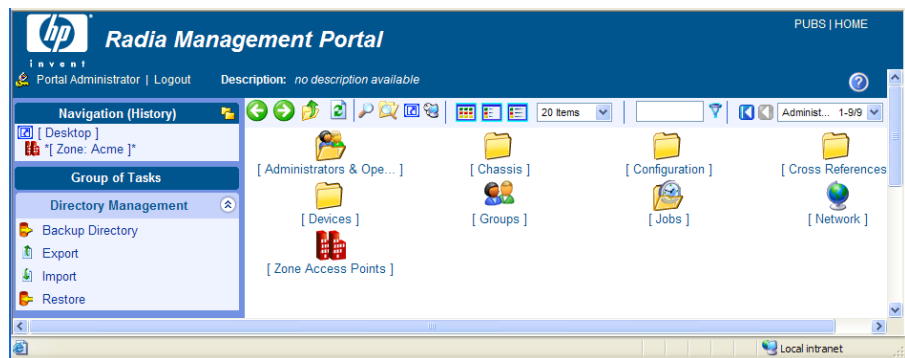 PUBS | HOME
hp
invent
Radia Management Portal
Portal Administrator | Logout
Description: no description available
Navigation (History)
[ Desktop ]
*[ Zone: Acme ]*
Group of Tasks
Directory Management
Backup Directory
Export
Import
Restore
20 Items
Administ... 1-9/9
[ Administrators & Ope... ]
[ Chassis ]
[ Configuration ]
[ Cross References
[ Devices ]
[ Groups ]
[ Jobs ]
[ Network ]
[ Zone Access Points ]
Local intranet